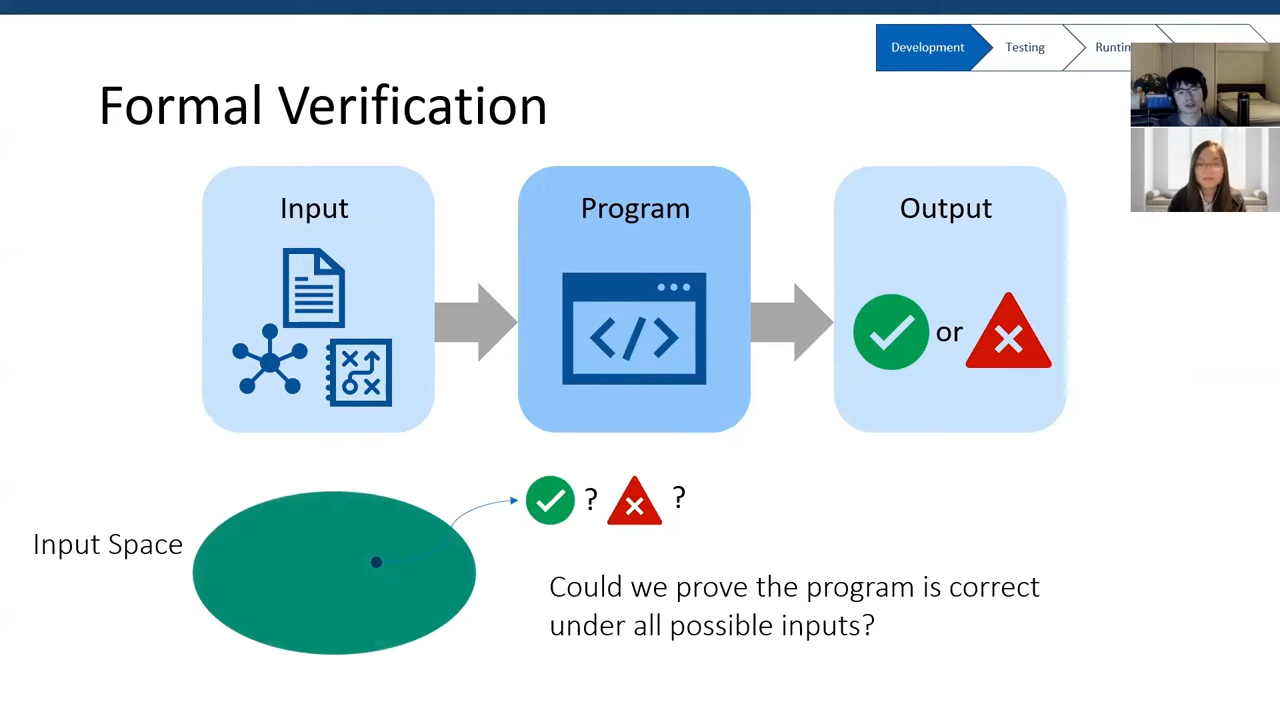 Development
Testing
Formal Verification
Input
Program
Output
</>
or
? ?
Input Space
Could we prove the program is correct
under all possible inputs?